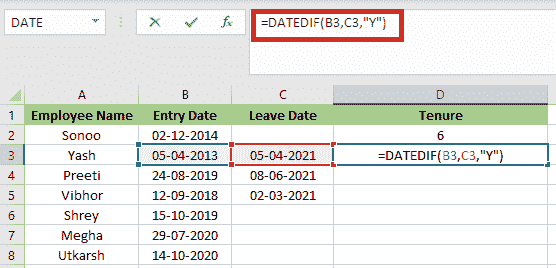 DATE =DATEDIF(B3,C3,"Y")
A B C D
1 Employee Name Entry Date Leave Date Tenure
2 Sonoo 02-12-2014 6
3 Yash 05-04-2013 05-04-2021 =DATEDIF(B3,C3,"Y")
4 Preeti 24-08-2019 08-06-2021
5 Vibhor 12-09-2018 02-03-2021
6 Shrey 15-10-2019
7 Megha 29-07-2020
8 Utkarsh 14-10-2020